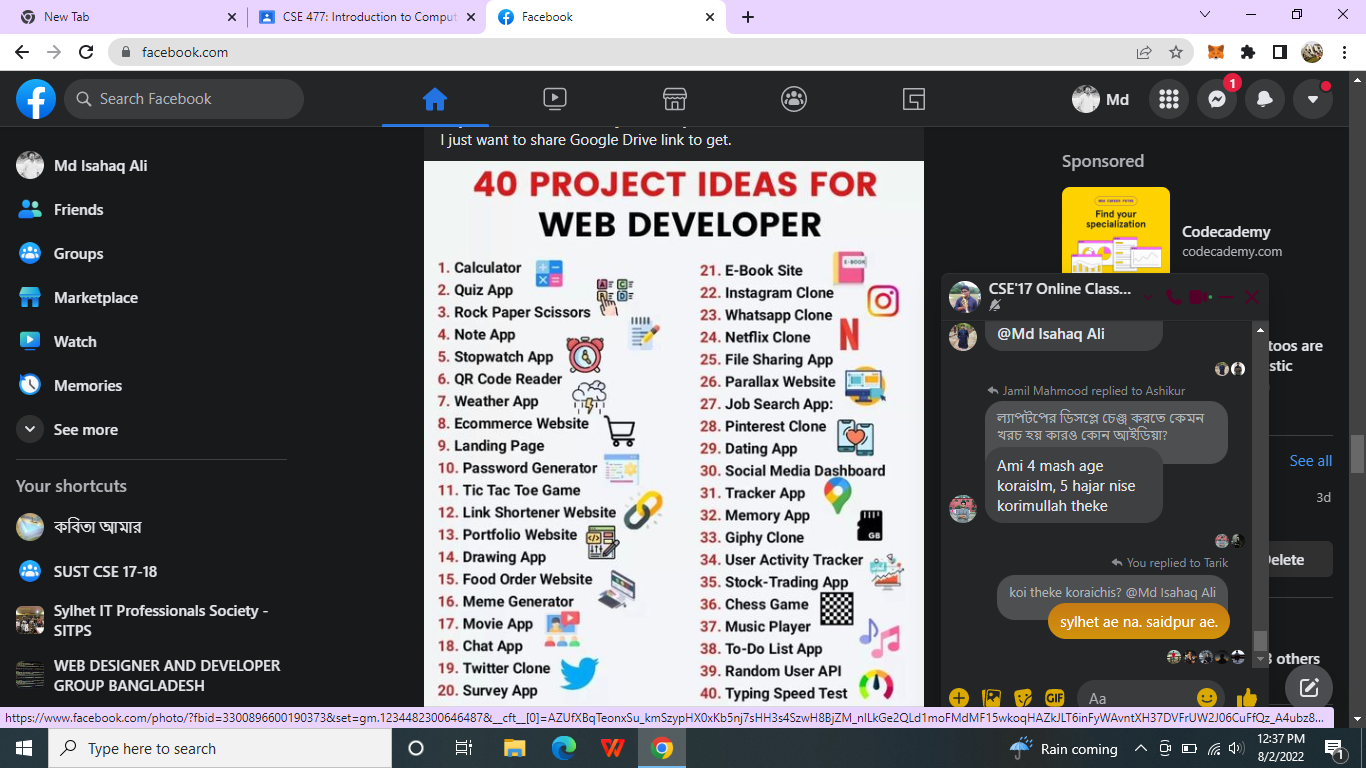 New Tab
CSE 477: Introduction to Comput
Facebook
facebook.com
Search Facebook
1
Md
Md Isahaq Ali
Friends
Groups
Marketplace
Watch
Memories
See more
Your shortcuts
কবিতা আমার
SUST CSE 17-18
Sylhet IT Professionals Society -
SITPS
WEB DESIGNER AND DEVELOPER
GROUP BANGLADESH
I just want to share Google Drive link to get.
40 PROJECT IDEAS FOR
WEB DEVELOPER
1. Calculator
2. Quiz App
3. Rock Paper Scissors
4. Note App
5. Stopwatch App
6. QR Code Reader
7. Weather App
8. Ecommerce Website
9. Landing Page
10. Password Generator
11. Tic Tac Toe Game
12. Link Shortener Website
13. Portfolio Website
14. Drawing App
15. Food Order Website
16. Meme Generator
17. Movie App
18. Chat App
19. Twitter Clone
20. Survey App
A C
B D
E-BOOK
21. E-Book Site
22. Instagram Clone
23. Whatsapp Clone
24. Netflix Clone
25. File Sharing App
26. Parallax Website
27. Job Search App:
28. Pinterest Clone
29. Dating App
30. Social Media Dashboard
31. Tracker App
32. Memory App
33. Giphy Clone
34. User Activity Tracker
35. Stock-Trading App
36. Chess Game
37. Music Player
38. To-Do List App
39. Random User API
40. Typing Speed Test
GB
Sponsored
Find your
specialization
Codecademy
codecademy.com
toos are
stic
See all
3d
Delete
3 others
CSE'17 Online Class...
@Md Isahaq Ali
Jamil Mahmood replied to Ashikur
ল্যাপটপের ডিসপ্লে চেঞ্জ করতে কেমন
খরচ হয় কারও কোন আইডিয়া?
Ami 4 mash age
koraislm, 5 hajar nise
korimullah theke
You replied to Tarik
koi theke koraichis? @Md Isahaq Ali
sylhet ae na. saidpur ae.
GIF
Aa
Type here to search
Rain coming
12:37 PM
8/2/2022
1